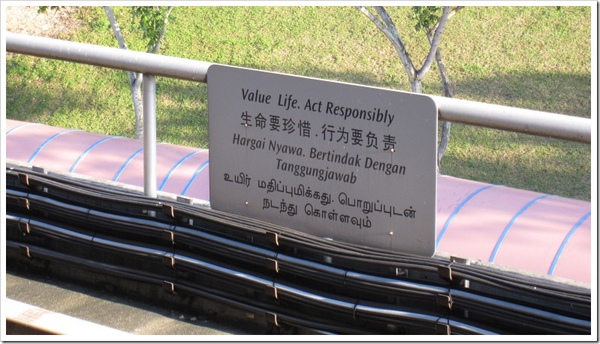 Value Life. Act Responsibly
生命要珍惜．行为要负责
Hargai Nyawa. Bertindak Dengan
Tanggungjawab
உயிர் மதிப்புமிக்கது. பொறுப்புடன்
நடந்து கொள்ளவும்